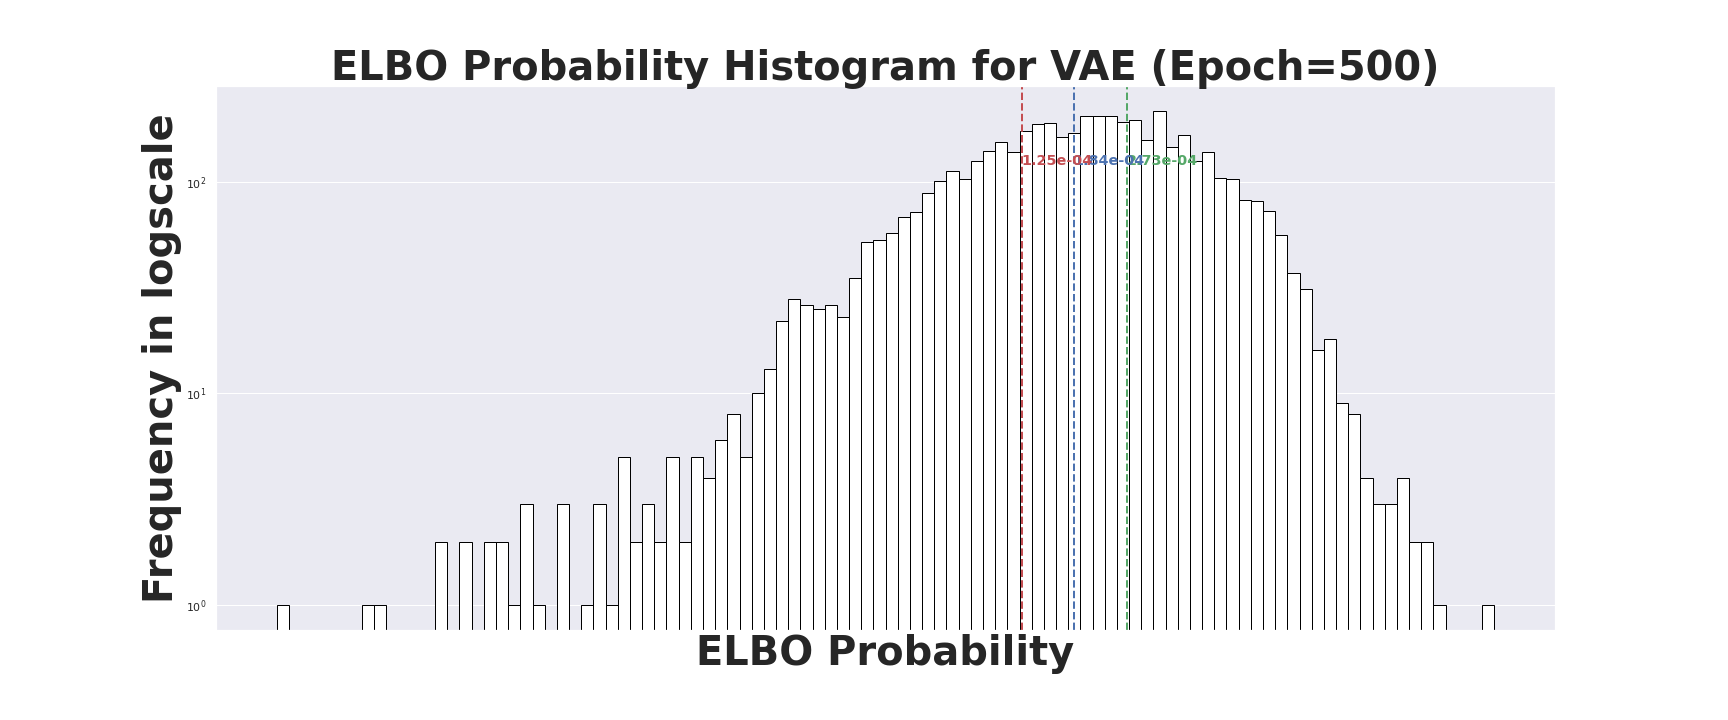 ELBO Probability Histogram for VAE (Epoch=500)
Frequency in logscale
10²
10¹
10⁰
1.25e-04
ELBO Probability